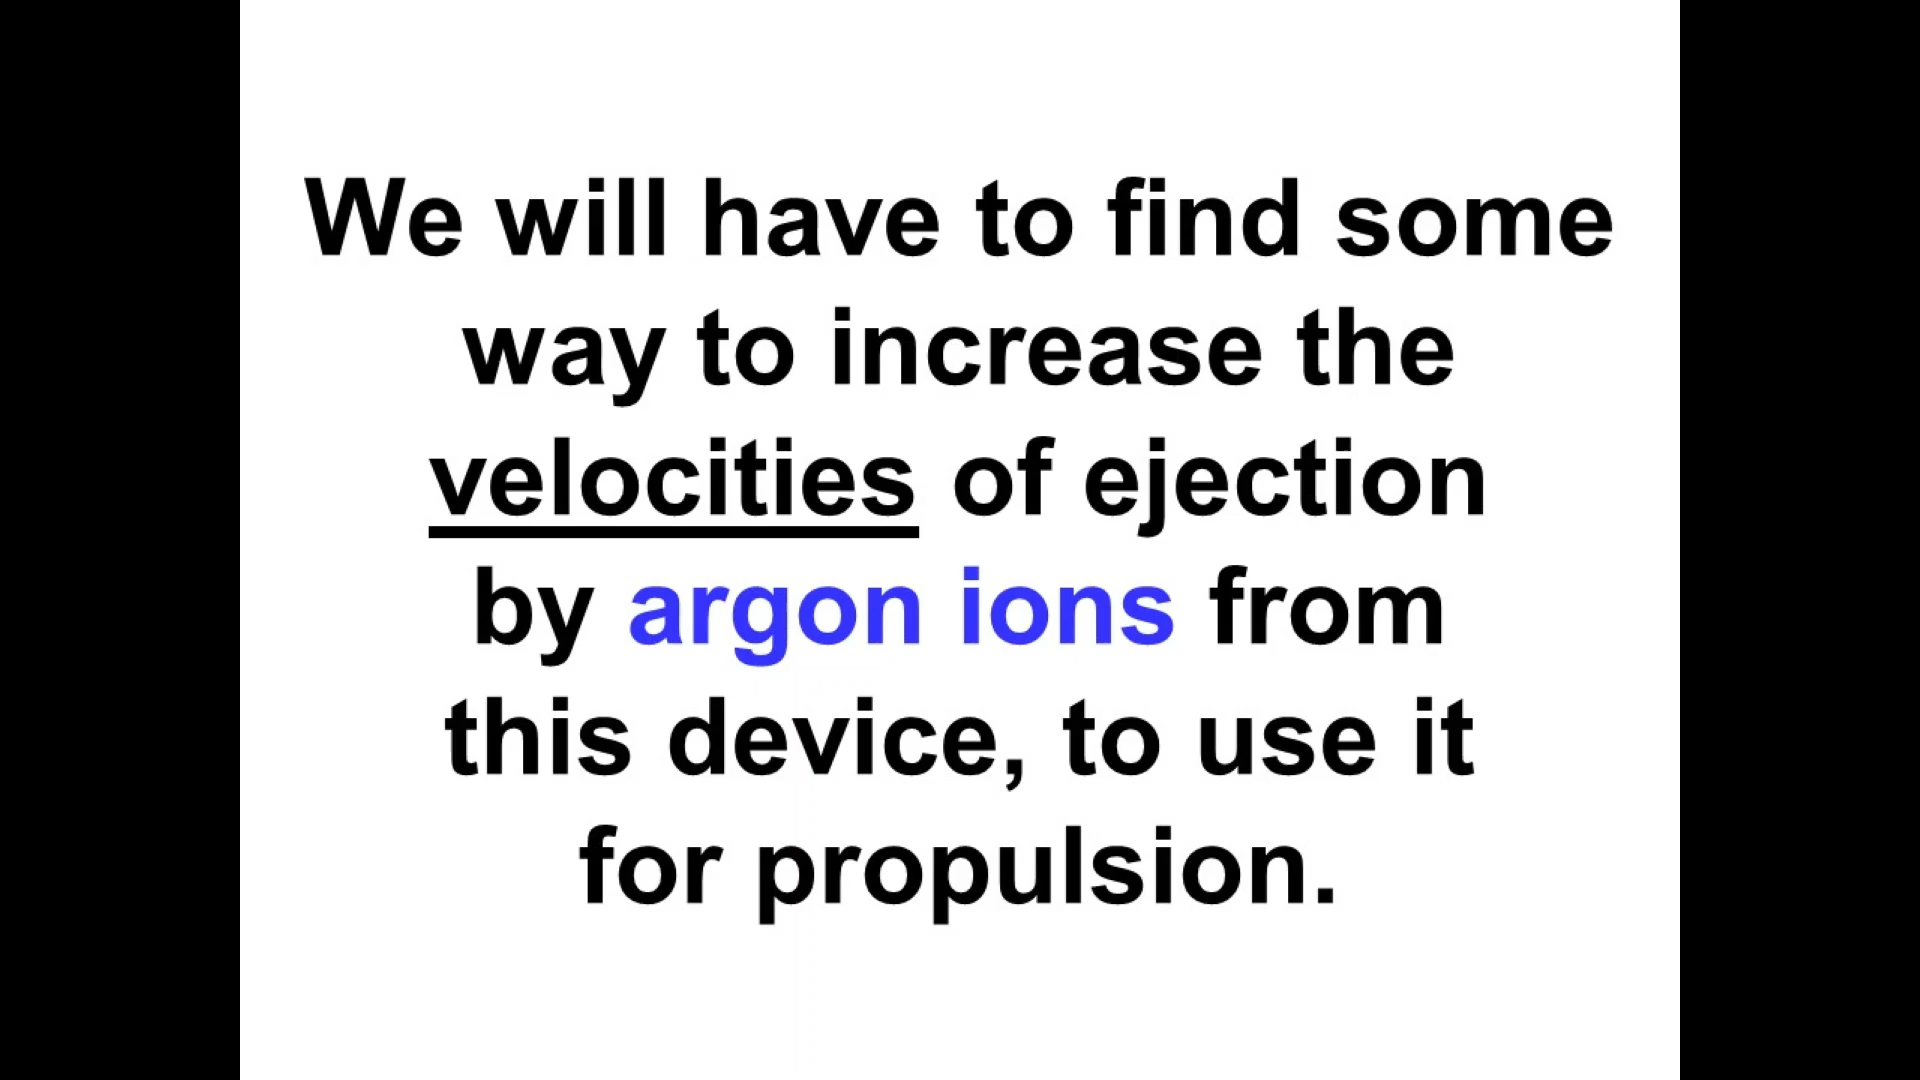 We will have to find some
way to increase the
velocities of ejection
by argon ions from
this device, to use it
for propulsion.